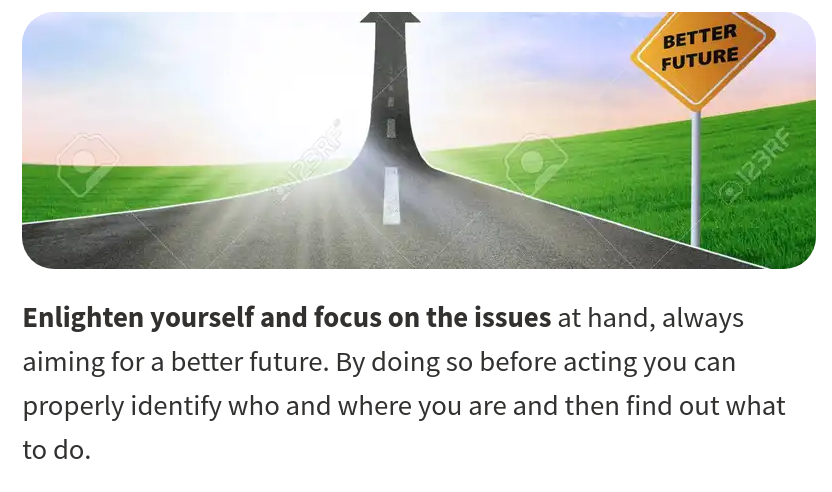 BETTER
FUTURE
123RF
123RF
Enlighten yourself and focus on the issues at hand, always
aiming for a better future. By doing so before acting you can
properly identify who and where you are and then find out what
to do.